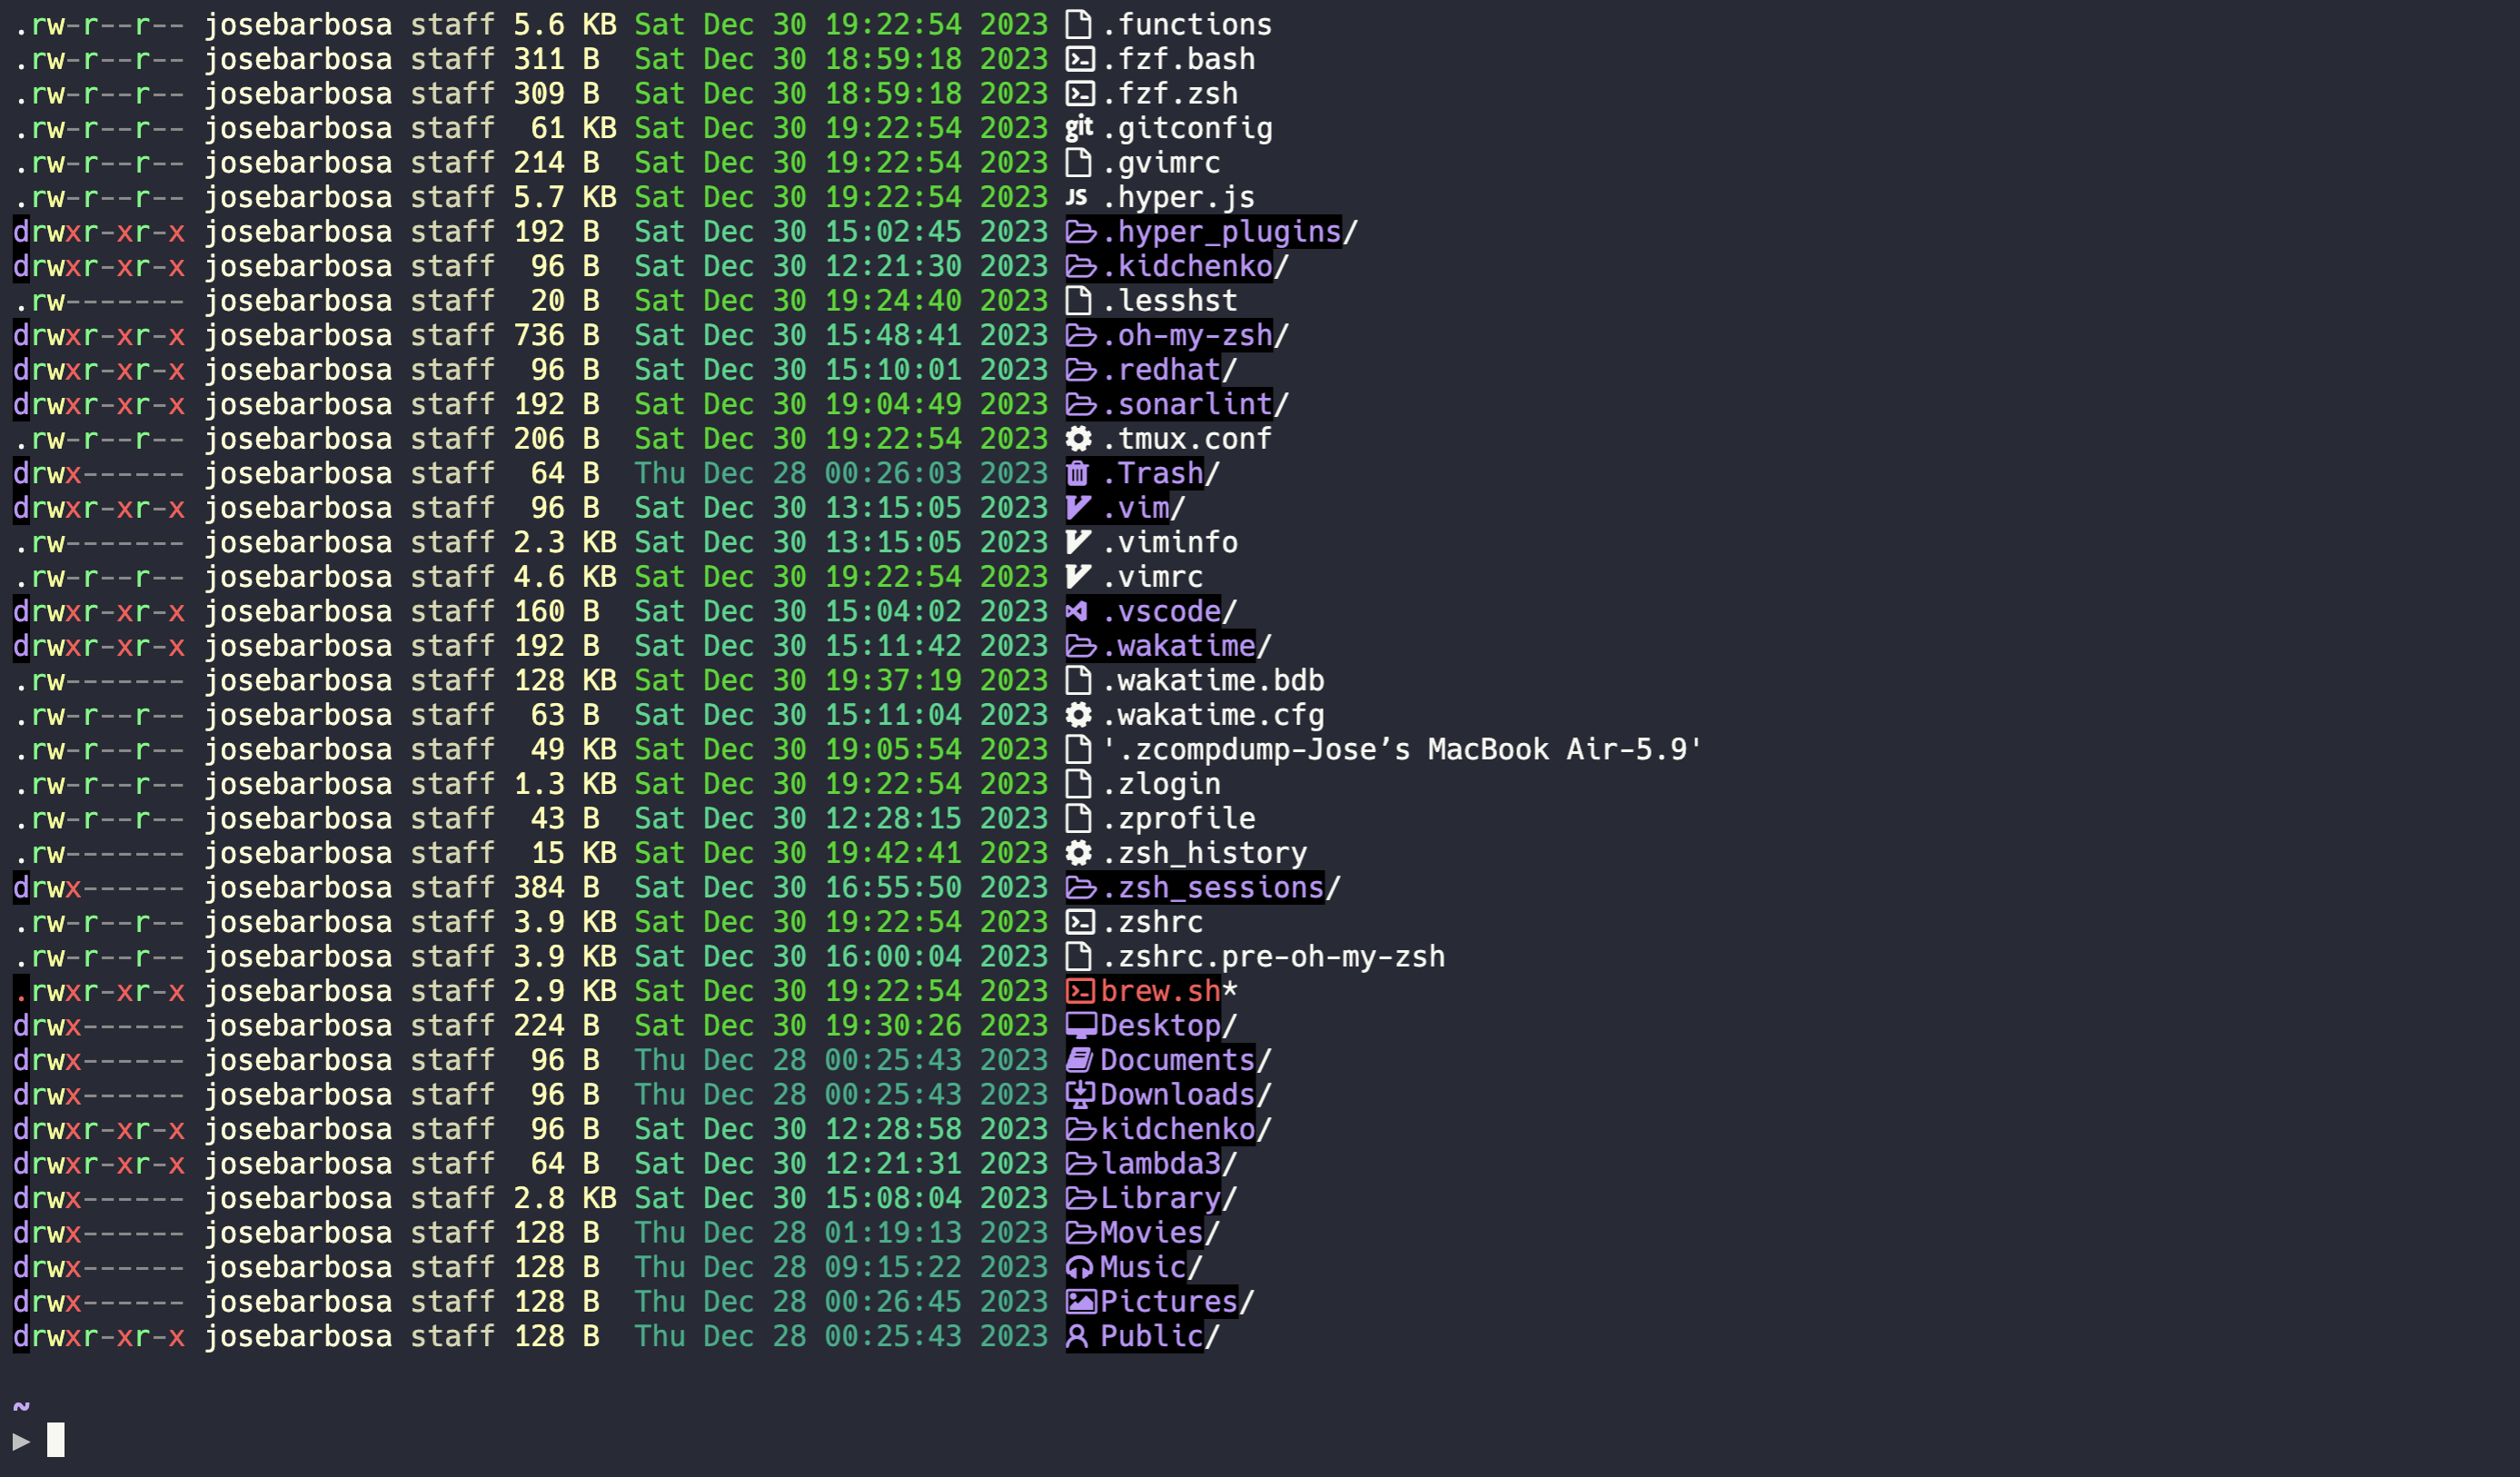 .rw-r--r-- josebarbosa staff 5.6 KB Sat Dec 30 19:22:54 2023 .functions
.rw-r--r-- josebarbosa staff 311 B Sat Dec 30 18:59:18 2023 .fzf.bash
.rw-r--r-- josebarbosa staff 309 B Sat Dec 30 18:59:18 2023 .fzf.zsh
.rw-r--r-- josebarbosa staff 61 KB Sat Dec 30 19:22:54 2023 git .gitconfig
.rw-r--r-- josebarbosa staff 214 B Sat Dec 30 19:22:54 2023 .gvimrc
.rw-r--r-- josebarbosa staff 5.7 KB Sat Dec 30 19:22:54 2023 JS .hyper.js
drwxr-xr-x josebarbosa staff 192 B Sat Dec 30 15:02:45 2023 .hyper_plugins/
drwxr-xr-x josebarbosa staff 96 B Sat Dec 30 12:21:30 2023 .kidchenko/
.rw------- josebarbosa staff 20 B Sat Dec 30 19:24:40 2023 .lesshst
drwxr-xr-x josebarbosa staff 736 B Sat Dec 30 15:48:41 2023 .oh-my-zsh/
drwxr-xr-x josebarbosa staff 96 B Sat Dec 30 15:10:01 2023 .redhat/
drwxr-xr-x josebarbosa staff 192 B Sat Dec 30 19:04:49 2023 .sonarlint/
.rw-r--r-- josebarbosa staff 206 B Sat Dec 30 19:22:54 2023 .tmux.conf
drwx------ josebarbosa staff 64 B Thu Dec 28 00:26:03 2023 .Trash/
drwxr-xr-x josebarbosa staff 96 B Sat Dec 30 13:15:05 2023 .vim/
.rw------- josebarbosa staff 2.3 KB Sat Dec 30 13:15:05 2023 .viminfo
.rw-r--r-- josebarbosa staff 4.6 KB Sat Dec 30 19:22:54 2023 .vimrc
drwxr-xr-x josebarbosa staff 160 B Sat Dec 30 15:04:02 2023 .vscode/
drwxr-xr-x josebarbosa staff 192 B Sat Dec 30 15:11:42 2023 .wakatime/
.rw------- josebarbosa staff 128 KB Sat Dec 30 19:37:19 2023 .wakatime.bdb
.rw-r--r-- josebarbosa staff 63 B Sat Dec 30 15:11:04 2023 .wakatime.cfg
.rw-r--r-- josebarbosa staff 49 KB Sat Dec 30 19:05:54 2023 '.zcompdump-Jose’s MacBook Air-5.9'
.rw-r--r-- josebarbosa staff 1.3 KB Sat Dec 30 19:22:54 2023 .zlogin
.rw-r--r-- josebarbosa staff 43 B Sat Dec 30 12:28:15 2023 .zprofile
.rw------- josebarbosa staff 15 KB Sat Dec 30 19:42:41 2023 .zsh_history
drwx------ josebarbosa staff 384 B Sat Dec 30 16:55:50 2023 .zsh_sessions/
.rw-r--r-- josebarbosa staff 3.9 KB Sat Dec 30 19:22:54 2023 .zshrc
.rw-r--r-- josebarbosa staff 3.9 KB Sat Dec 30 16:00:04 2023 .zshrc.pre-oh-my-zsh
.rwxr-xr-x josebarbosa staff 2.9 KB Sat Dec 30 19:22:54 2023 brew.sh*
drwx------ josebarbosa staff 224 B Sat Dec 30 19:30:26 2023 Desktop/
drwx------ josebarbosa staff 96 B Thu Dec 28 00:25:43 2023 Documents/
drwx------ josebarbosa staff 96 B Thu Dec 28 00:25:43 2023 Downloads/
drwxr-xr-x josebarbosa staff 96 B Sat Dec 30 12:28:58 2023 kidchenko/
drwxr-xr-x josebarbosa staff 64 B Sat Dec 30 12:21:31 2023 lambda3/
drwx------ josebarbosa staff 2.8 KB Sat Dec 30 15:08:04 2023 Library/
drwx------ josebarbosa staff 128 B Thu Dec 28 01:19:13 2023 Movies/
drwx------ josebarbosa staff 128 B Thu Dec 28 09:15:22 2023 Music/
drwx------ josebarbosa staff 128 B Thu Dec 28 00:26:45 2023 Pictures/
drwxr-xr-x josebarbosa staff 128 B Thu Dec 28 00:25:43 2023 Public/
~
▶